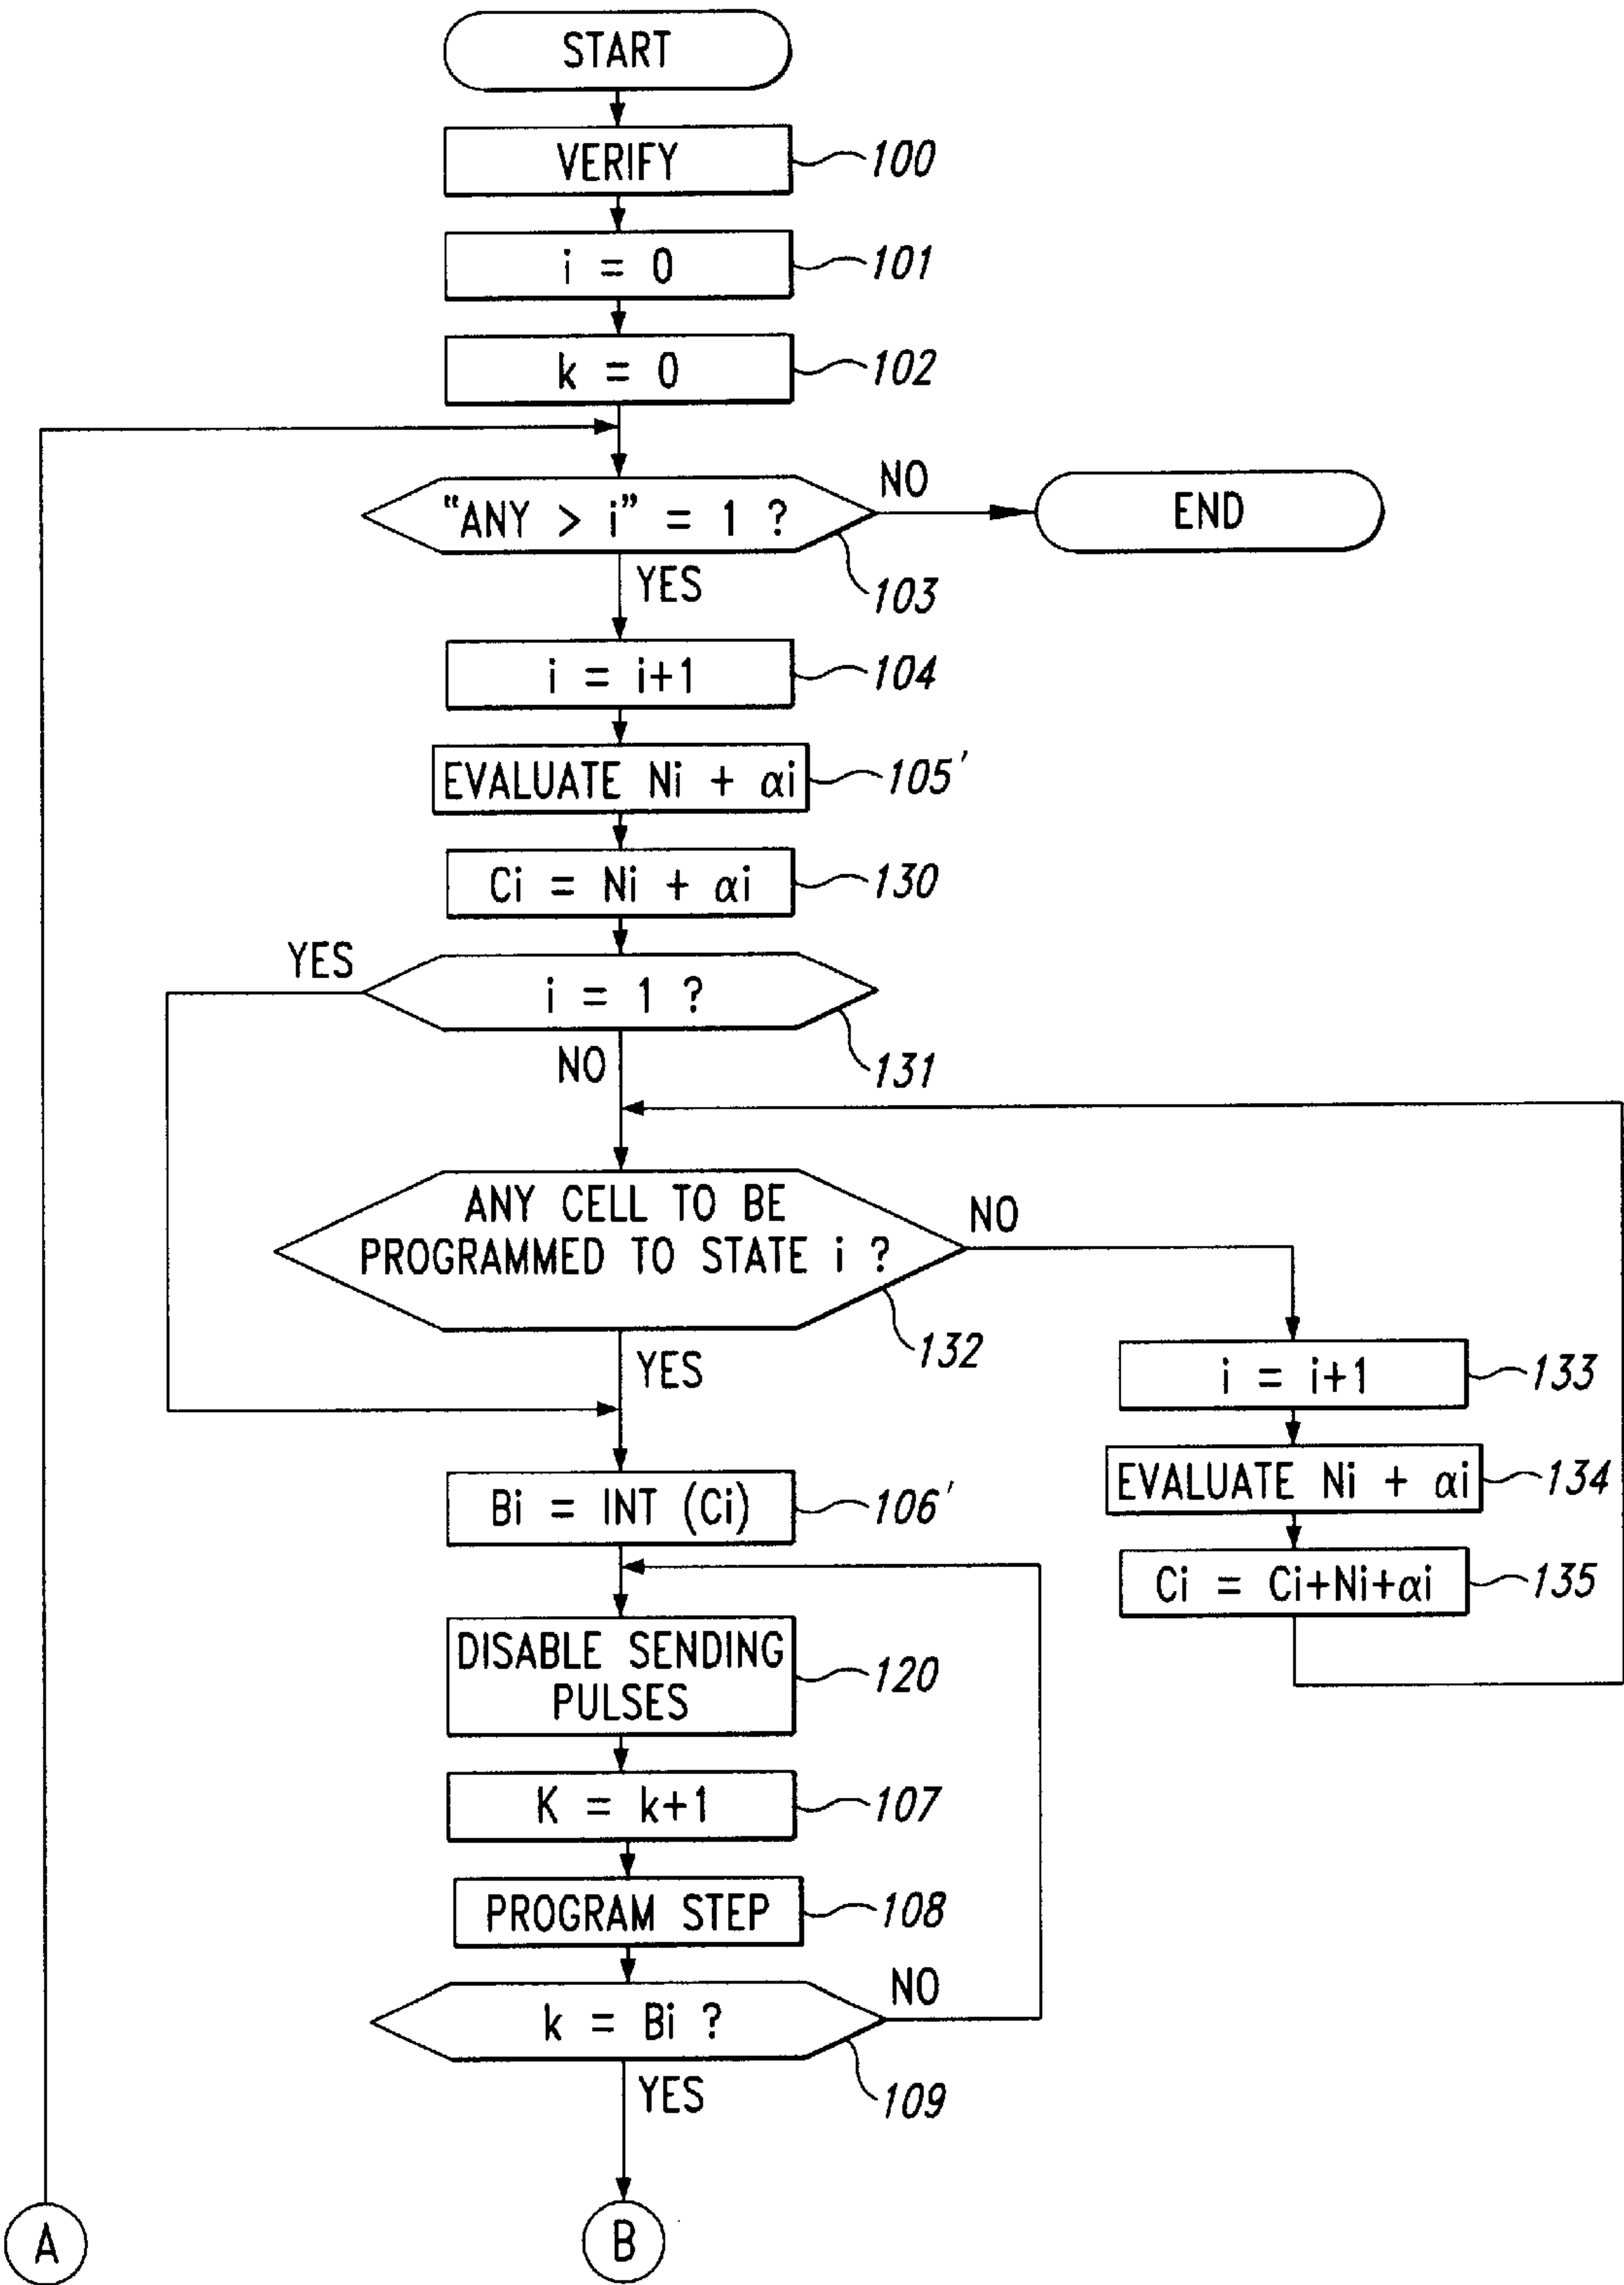 START
VERIFY
100
i = 0
101
k = 0
102
“ANY > i” = 1 ?
NO
END
103
YES
i = i+1
104
EVALUATE Ni + αi
105'
Ci = Ni + αi
130
YES
i = 1 ?
131
NO
ANY CELL TO BE
PROGRAMMED TO STATE i ?
NO
132
YES
i = i+1
133
Bi = INT (Ci)
106'
EVALUATE Ni + αi
134
Ci = Ci+Ni+αi
135
DISABLE SENDING
PULSES
120
K = k+1
107
PROGRAM STEP
108
k = Bi ?
NO
109
YES
A
B